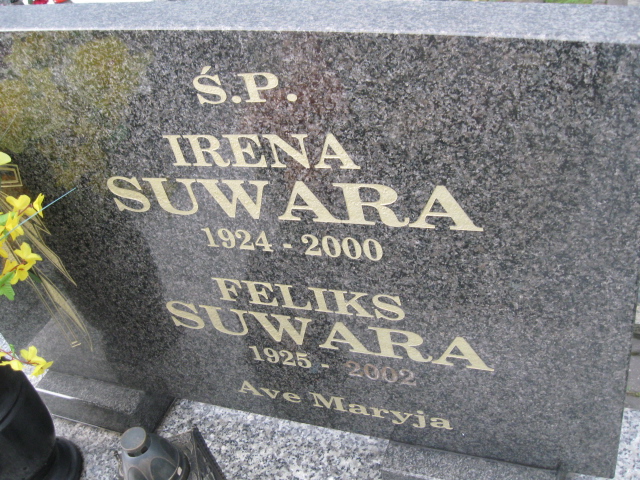 Ś.P.
IRENA
SUWARA
1924 - 2000
FELIKS
SUWARA
1925 - 2002
Ave Maryja